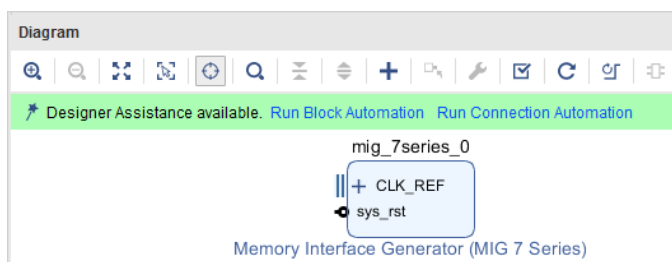 Diagram
Designer Assistance available. Run Block Automation Run Connection Automation
mig_7series_0
CLK_REF
sys_rst
Memory Interface Generator (MIG 7 Series)